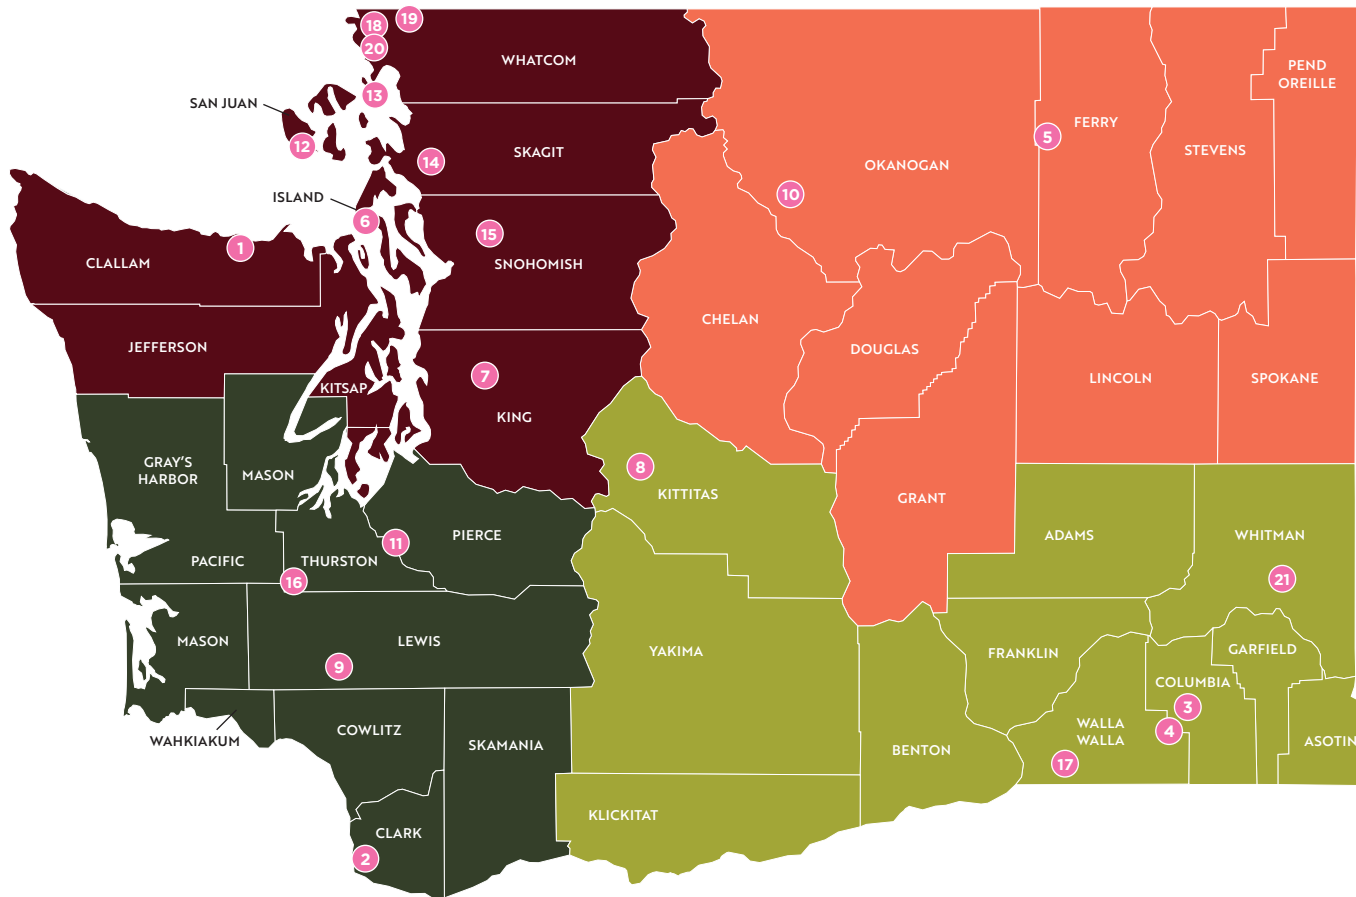 18
19
20
WHATCOM
PEND
OREILLE
13
SAN JUAN
12
14
SKAGIT
5
FERRY
STEVENS
OKANOGAN
10
ISLAND
6
15
SNOHOMISH
1
CLALLAM
CHELAN
JEFFERSON
DOUGLAS
7
KITSAP
KING
LINCOLN
SPOKANE
GRAY'S
HARBOR
MASON
8
KITTITAS
GRANT
11
PIERCE
ADAMS
WHITMAN
PACIFIC
THURSTON
16
21
MASON
LEWIS
9
YAKIMA
FRANKLIN
GARFIELD
COLUMBIA
3
4
WALLA
WALLA
17
WAHKIAKUM
COWLITZ
SKAMANIA
BENTON
ASOTIN
KLICKITAT
CLARK
2